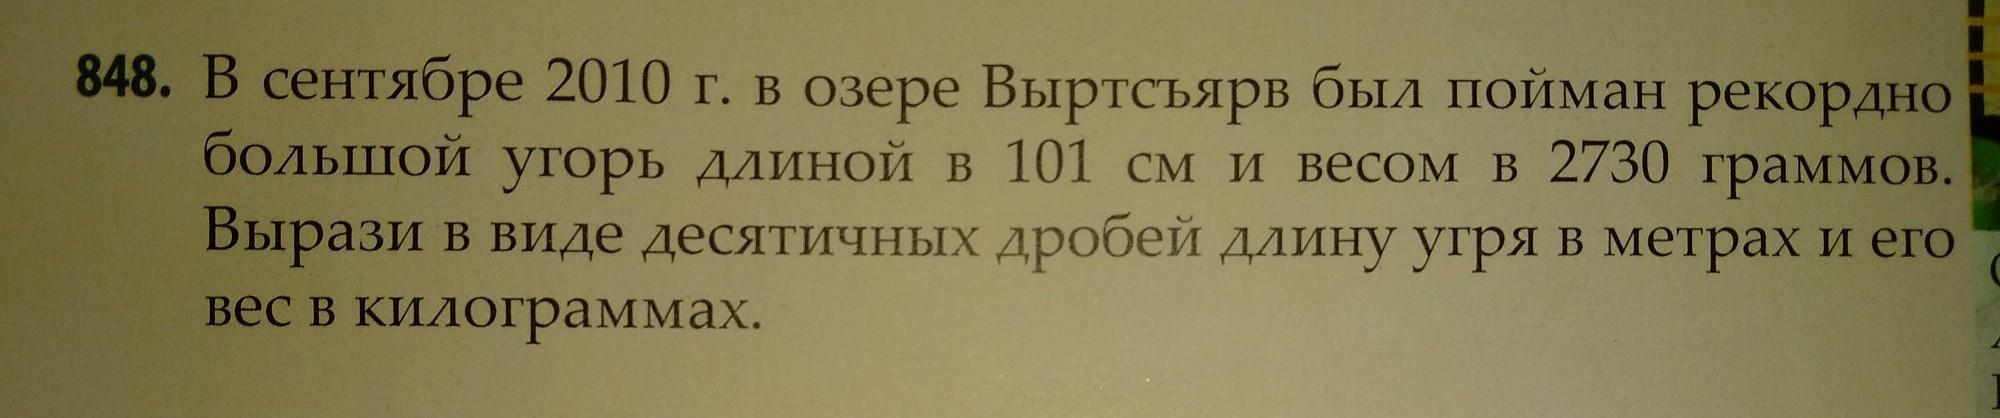 848. В сентябре 2010 г. в озере Выртсъярв был пойман рекордно
большой угорь длиной в 101 см и весом в 2730 граммов.
Вырази в виде десятичных дробей длину угря в метрах и его
вес в килограммах.